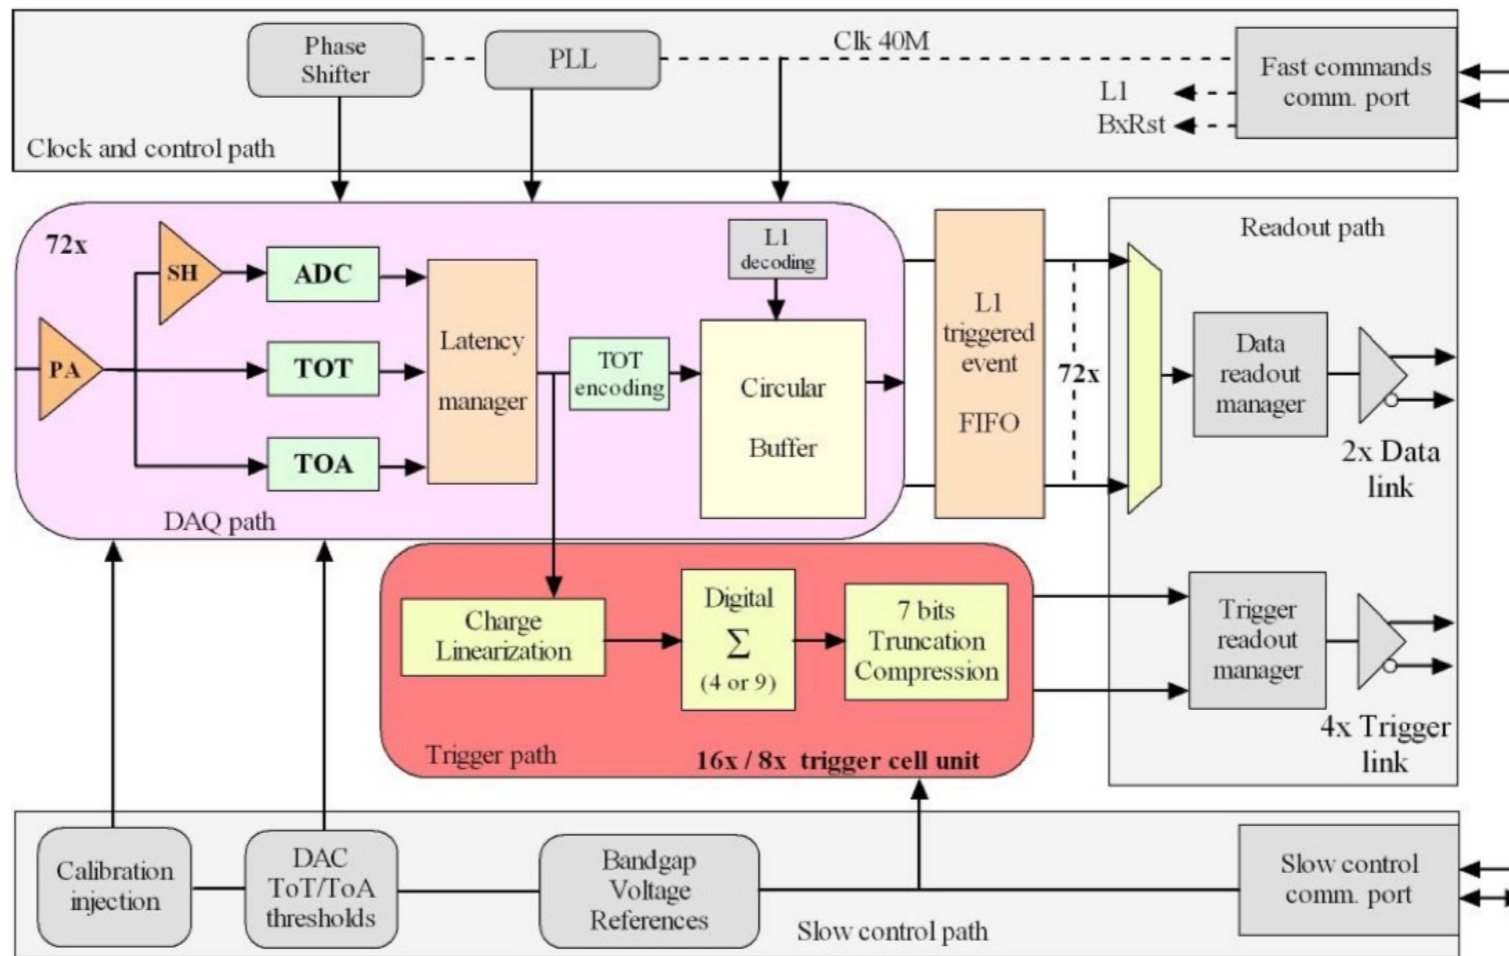 Phase
Shifter
PLL
Clk 40M
Fast commands
comm. port
L1
BxRst
Clock and control path
72x
SH
ADC
PA
TOT
TOA
Latency
manager
TOT
encoding
L1
decoding
Circular
Buffer
DAQ path
L1
triggered
event
FIFO
72x
Readout path
Data
readout
manager
2x Data
link
Charge
Linearization
Digital
Σ
(4 or 9)
7 bits
Truncation
Compression
Trigger path
16x / 8x trigger cell unit
Trigger
readout
manager
4x Trigger
link
Calibration
injection
DAC
ToT/ToA
thresholds
Bandgap
Voltage
References
Slow control path
Slow control
comm. port